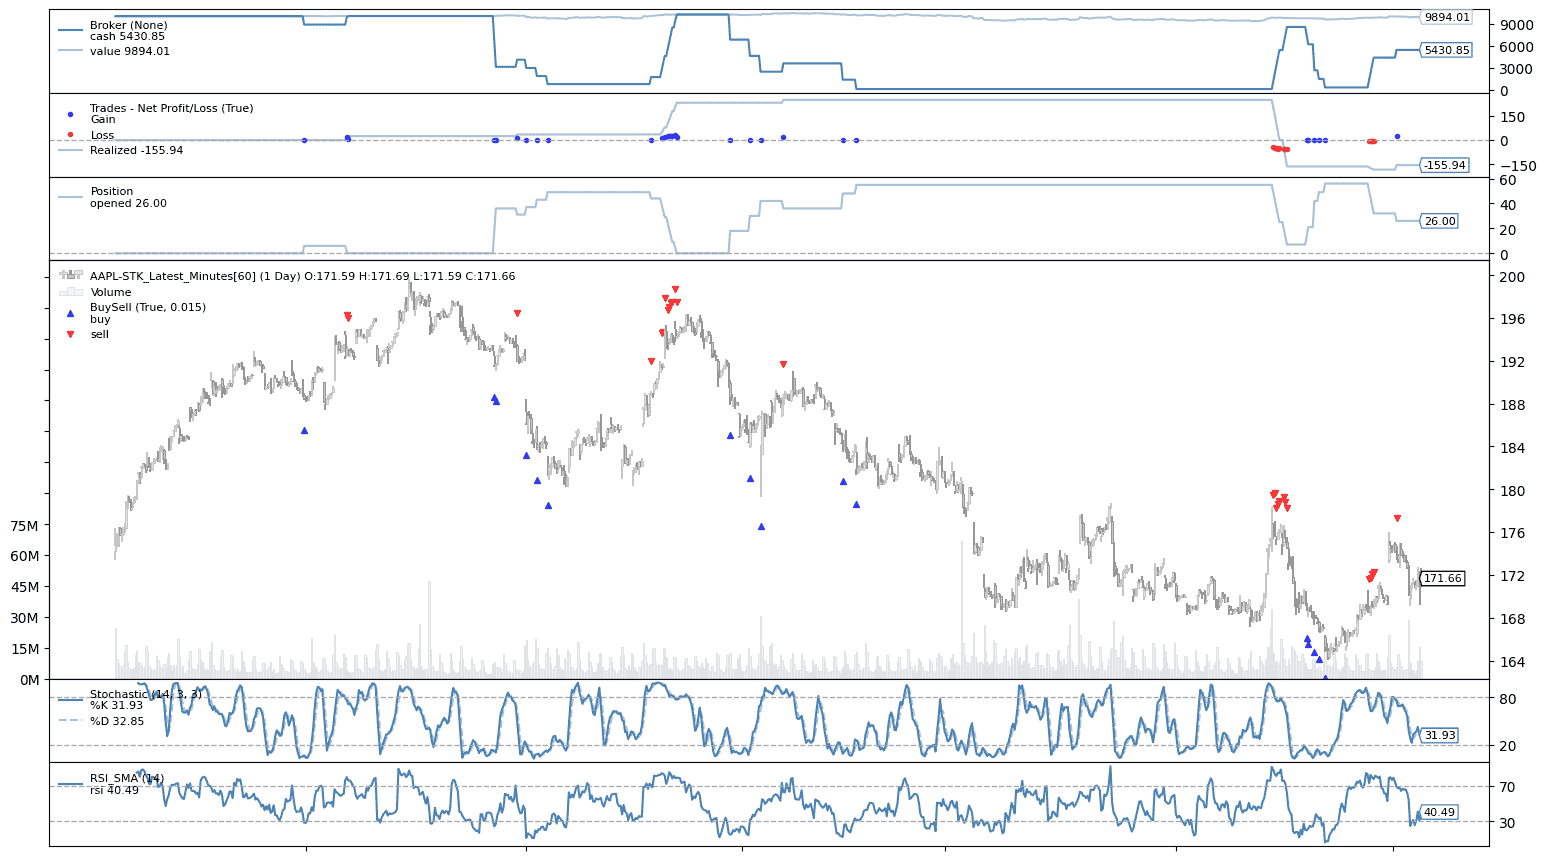 Broker (None)
cash 5430.85
value 9894.01
9894.01
9000
6000
5430.85
3000
0
Trades - Net Profit/Loss (True)
Gain
Loss
Realized -155.94
150
0
-150
-155.94
Position
opened 26.00
60
40
20
0
26.00
AAPL-STK_Latest_Minutes[60] (1 Day) O:171.59 H:171.69 L:171.59 C:171.66
Volume
BuySell (True, 0.015)
buy
sell
200
196
192
188
184
180
176
172
171.66
168
164
75M
60M
45M
30M
15M
0M
Stochastic (14, 3, 3)
%K 31.93
%D 32.85
80
31.93
20
RSI_SMA (14)
rsi 40.49
70
40.49
30